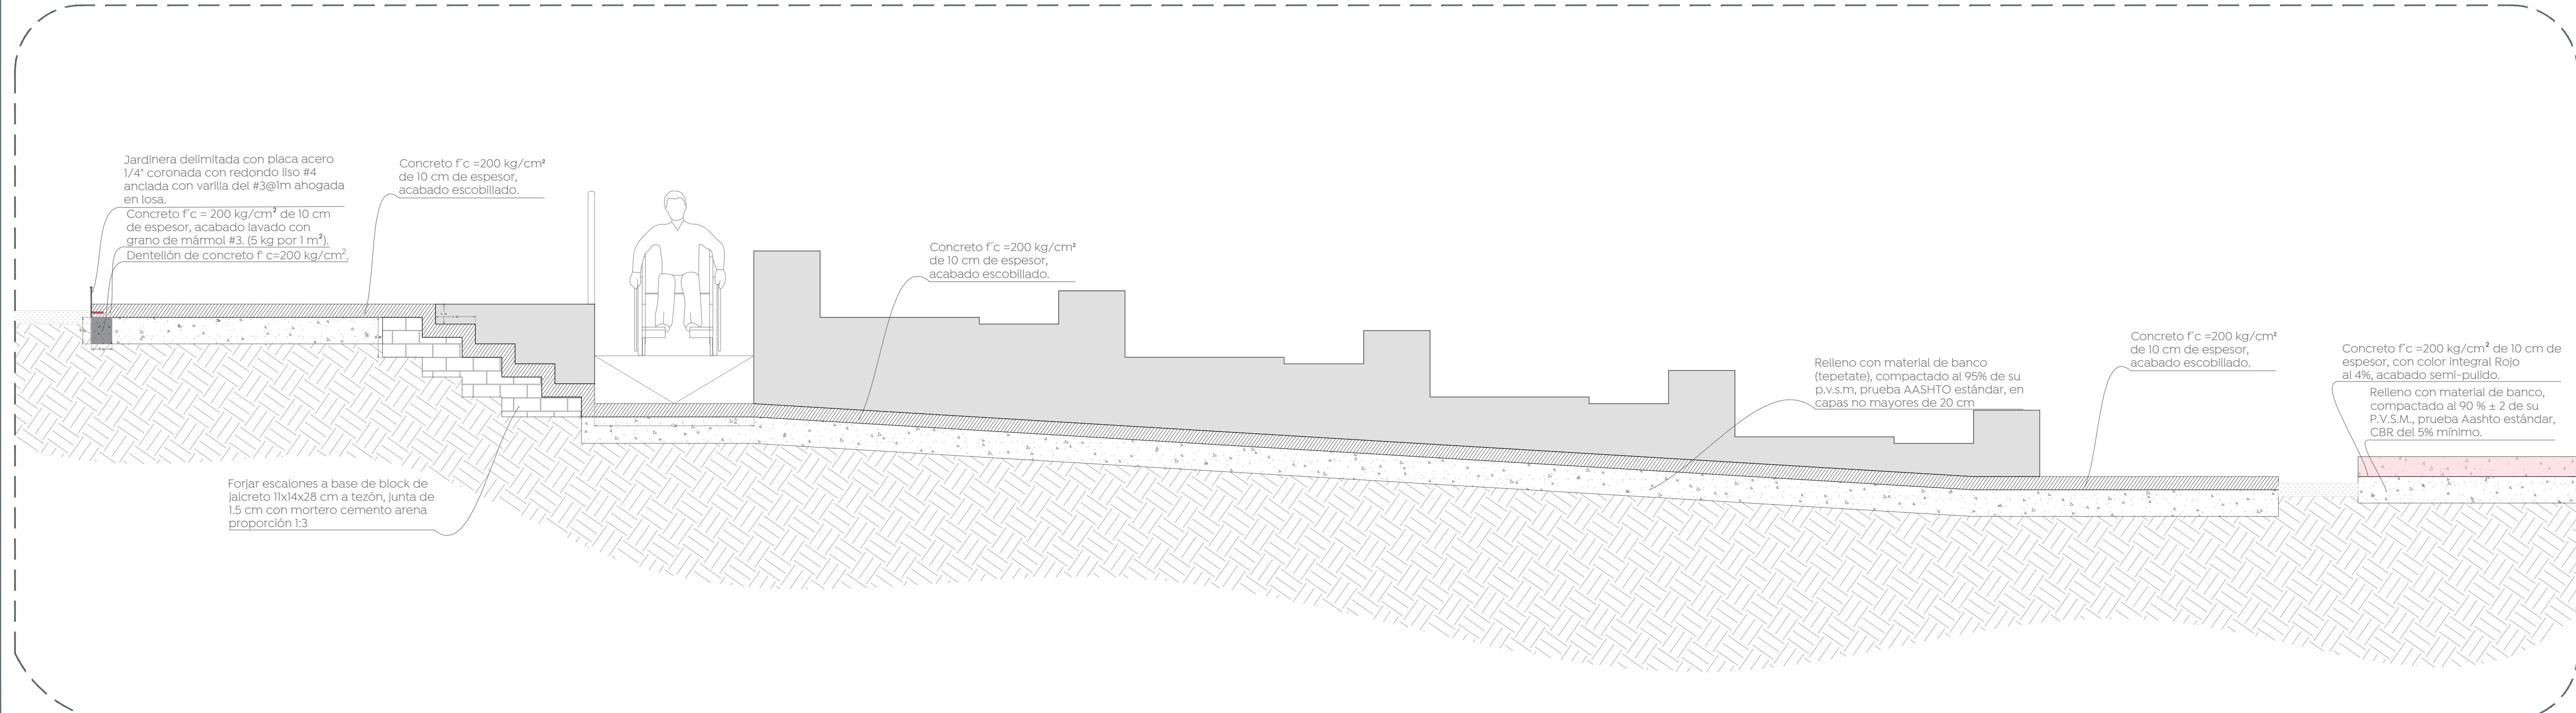 Jardinera delimitada con placa acero
1/4" coronada con redondo liso #4
anclada con varilla del #3@1m ahogada
en losa.
Concreto f´c = 200 kg/cm² de 10 cm
de espesor, acabado lavado con
grano de mármol #3. (5 kg por 1 m²).
Dentellón de concreto f' c=200 kg/cm².
Concreto f´c =200 kg/cm²
de 10 cm de espesor,
acabado escobillado.
Forjar escalones a base de block de
jalcreto 11x14x28 cm a tezón, junta de
1.5 cm con mortero cemento arena
proporción 1:3
Concreto f´c =200 kg/cm²
de 10 cm de espesor,
acabado escobillado.
Relleno con material de banco
(tepetate), compactado al 95% de su
p.v.s.m, prueba AASHTO estándar, en
capas no mayores de 20 cm
Concreto f´c =200 kg/cm²
de 10 cm de espesor,
acabado escobillado.
Concreto f´c =200 kg/cm² de 10 cm de
espesor, con color integral Rojo
al 4%, acabado semi-pulido.
Relleno con material de banco,
compactado al 90 % ± 2 de su
P.V.S.M., prueba Aashto estándar,
CBR del 5% mínimo.